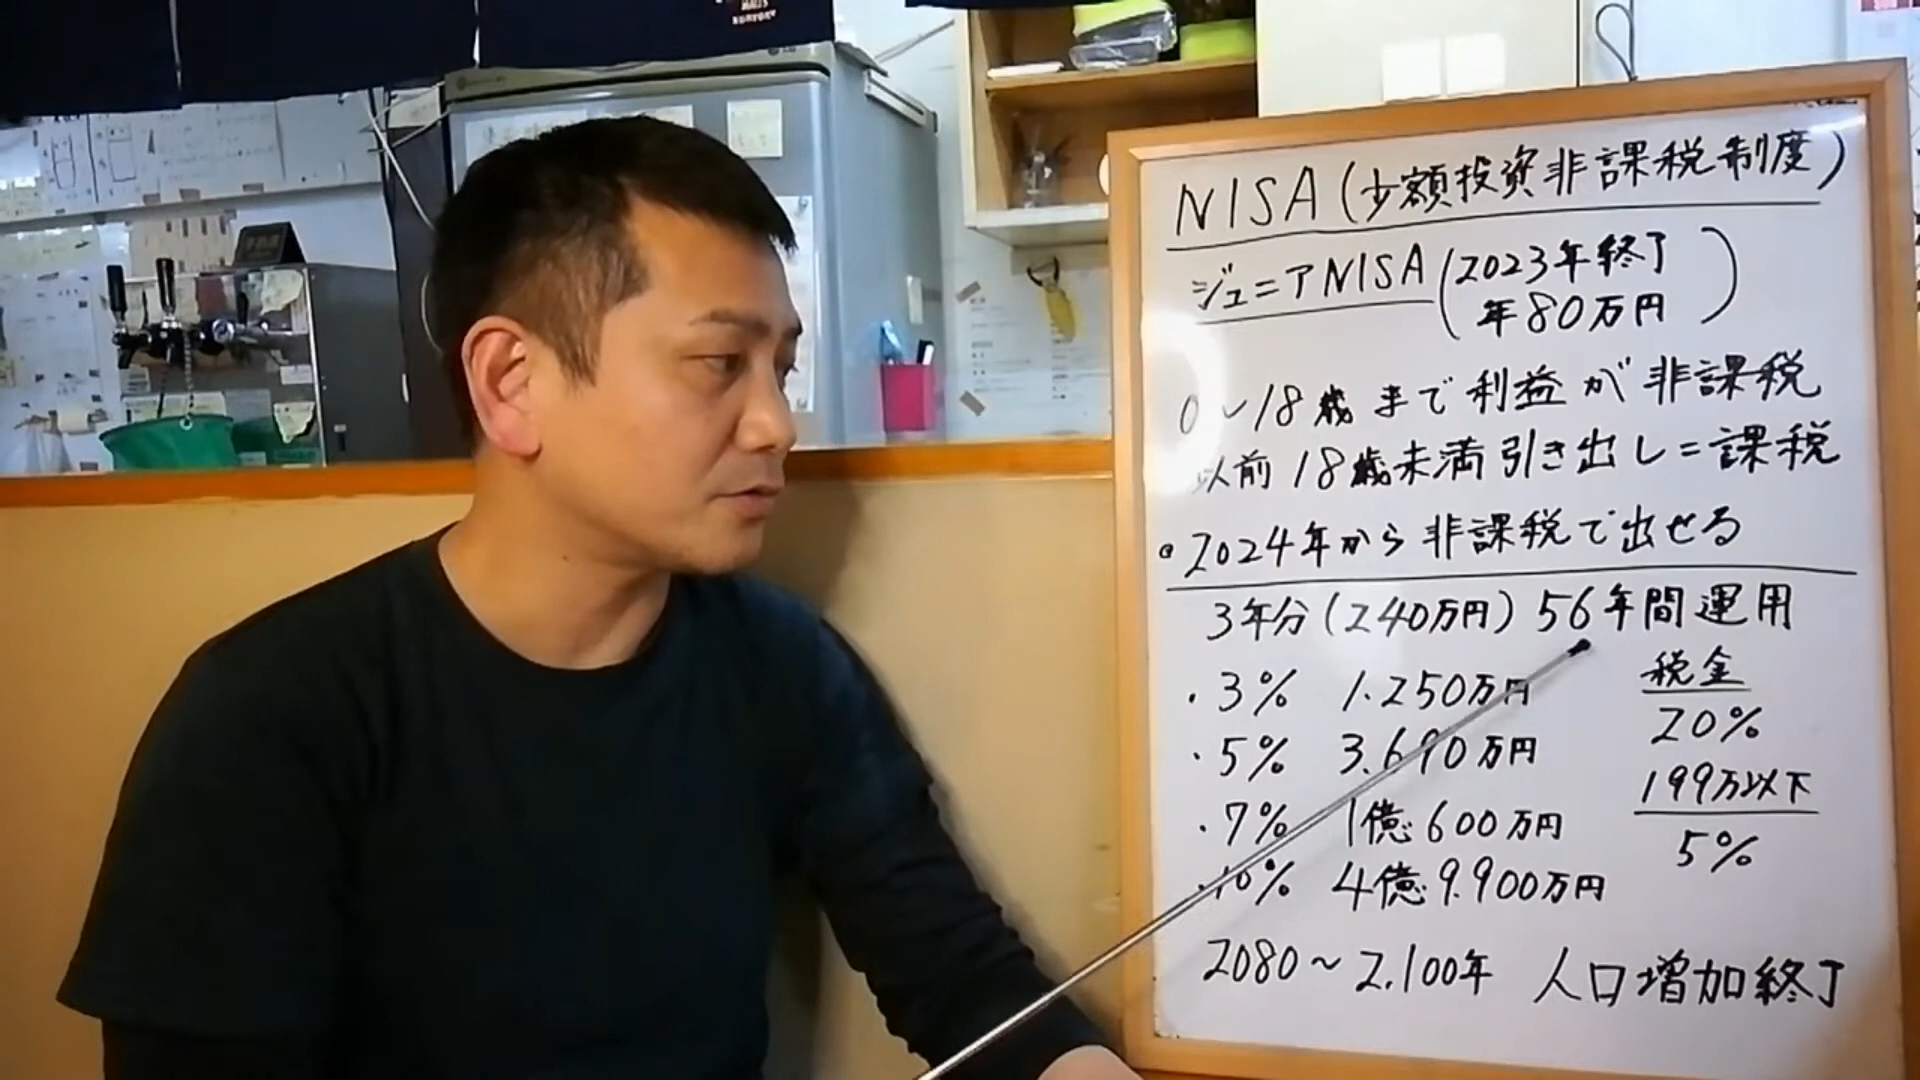 NISA(少額投資非課税制度)
ジュニアNISA(2023年終了
年80万円)
0~18歳まで利益が非課税
以前18歳未満引き出し=課税
・2024年から非課税で出せる
3年分(240万円)56年間運用
・3% 1.250万円
・5% 3.690万円
・7% 1億600万円
・10% 4億9.900万円
税金
20%
199万以下
5%
2080~2.100年 人口増加終了